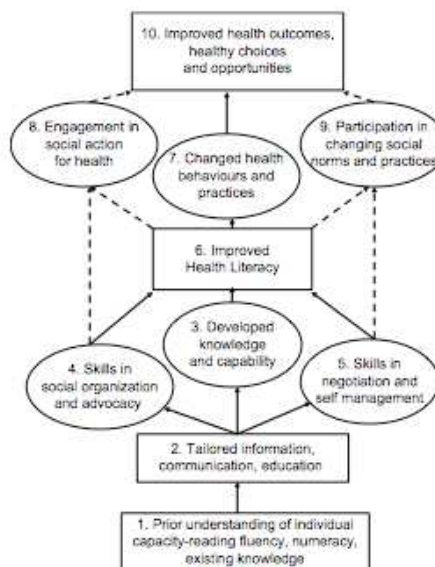 10. Improved health outcomes,
healthy choices
and opportunities
8. Engagement in
social action
for health
7. Changed health
behaviours and
practices
9. Participation in
changing social
norms and practices
6. Improved
Health Literacy
3. Developed
knowledge
and capability
4. Skills in
social organization
and advocacy
5. Skills in
negotiation and
self management
2. Tailored information,
communication, education
1. Prior understanding of individual
capacity-reading fluency, numeracy,
existing knowledge